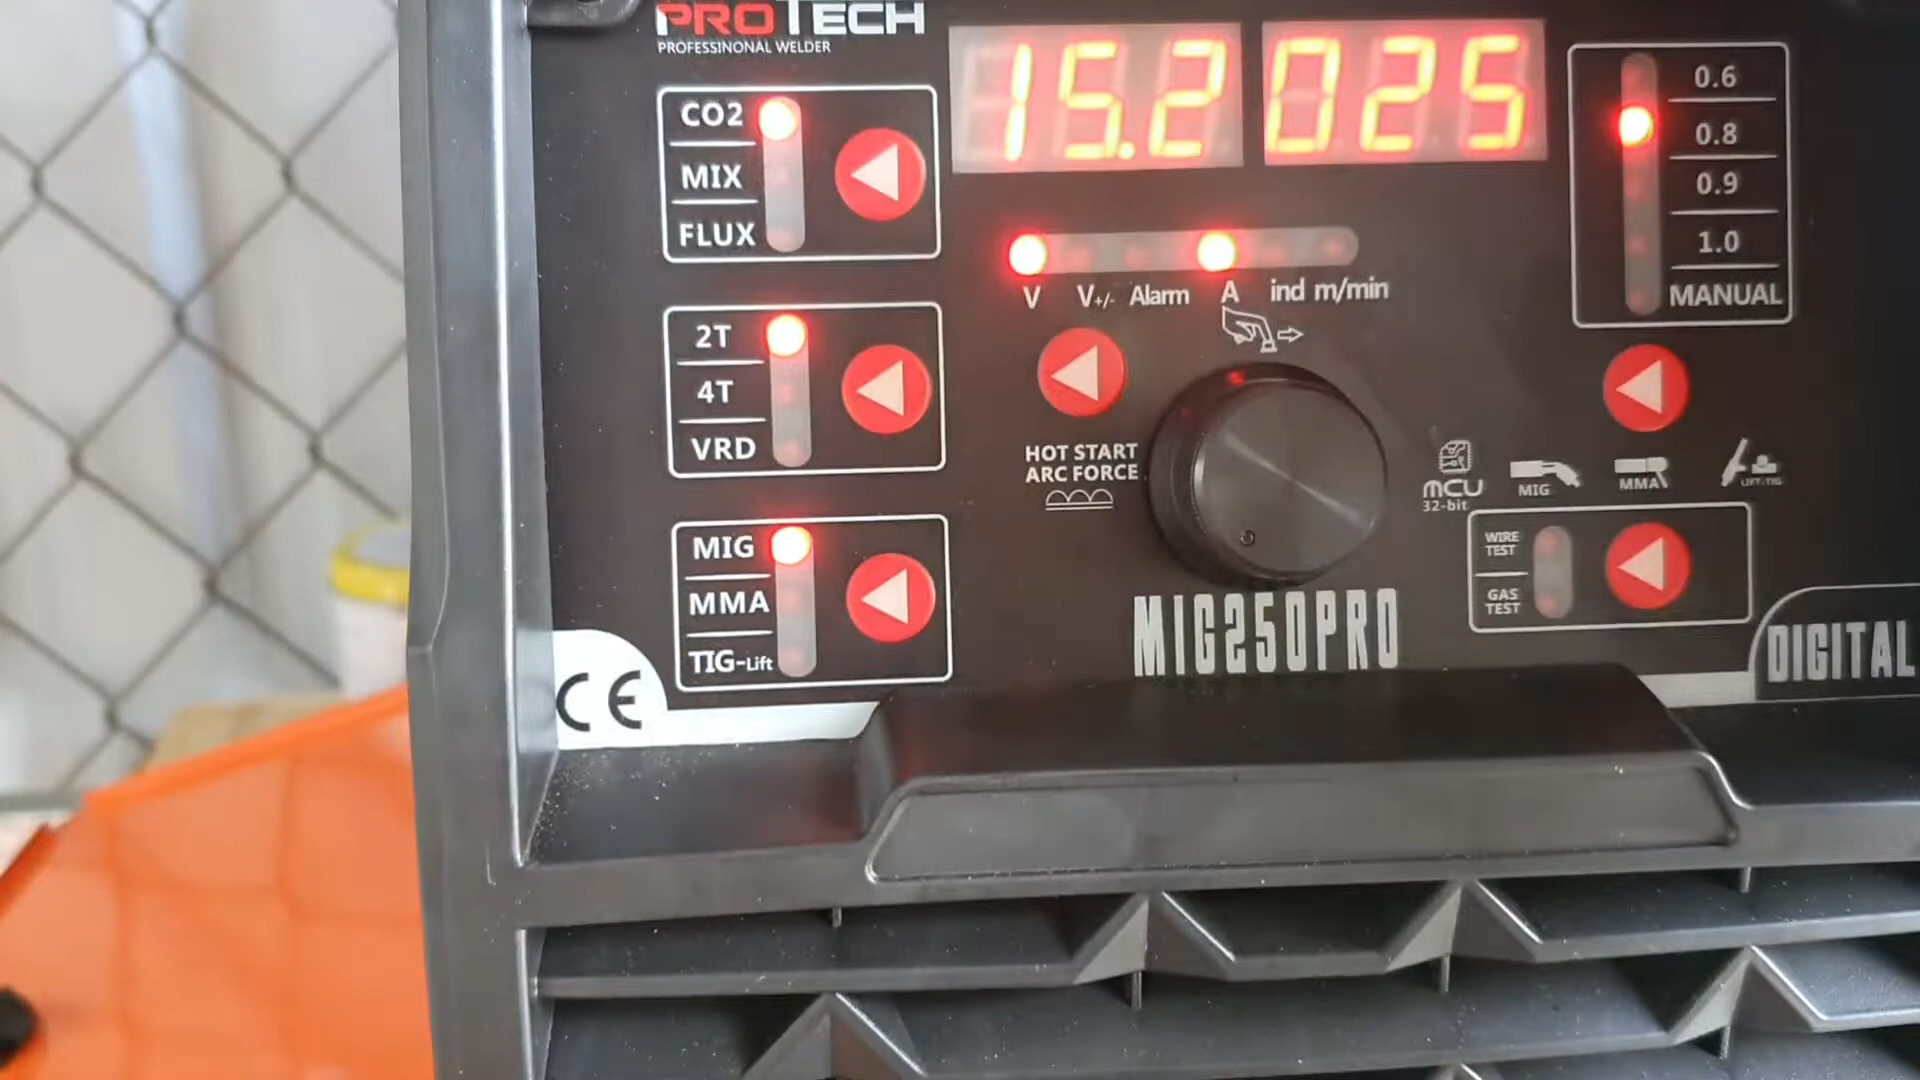 PROTECH
PROFESSINONAL WELDER
15.2 025
CO2
MIX
FLUX
2T
4T
VRD
MIG
MMA
TIG-Lift
V V+/- Alarm A ind m/min
HOT START
ARC FORCE
0.6
0.8
0.9
1.0
MANUAL
MCU
32-bit
MIG
MMA
LIFT-TIG
WIRE
TEST
GAS
TEST
MIG250PRO
DIGITAL
CE